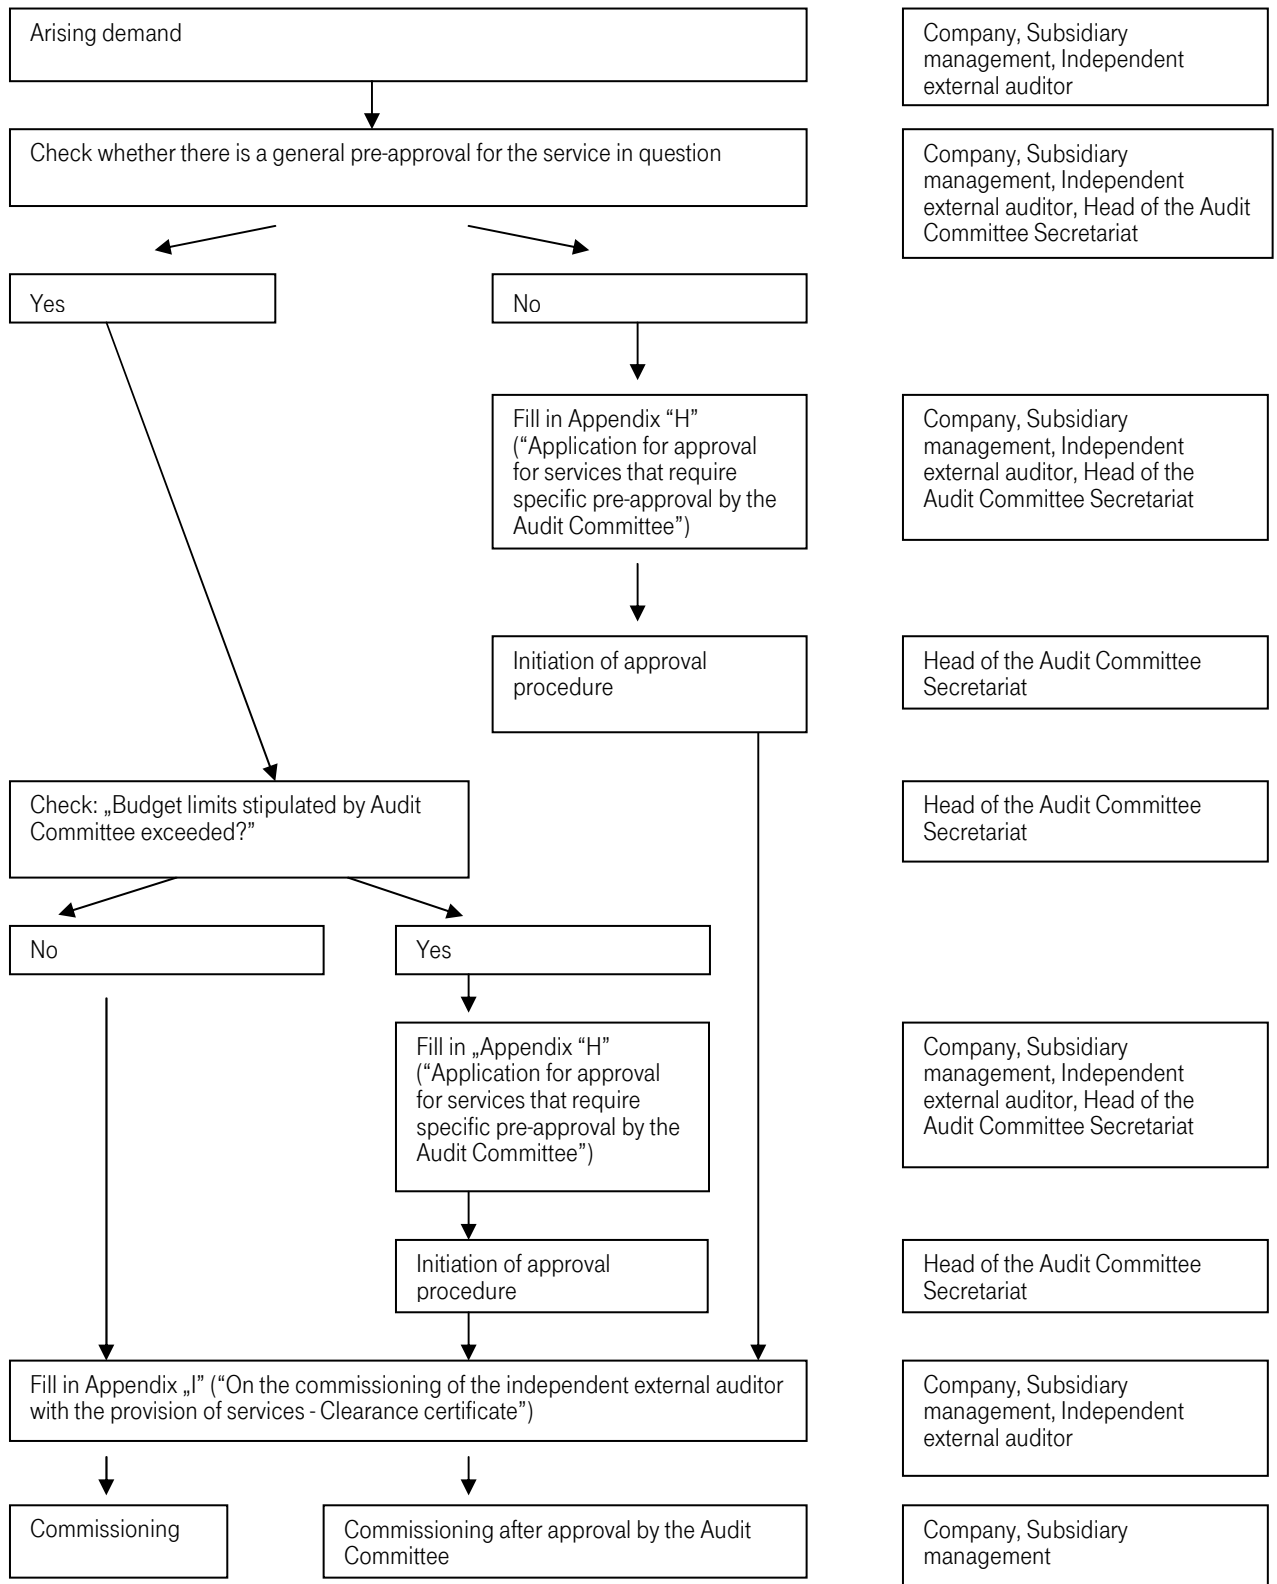 Arising demand
Company, Subsidiary
management, Independent
external auditor
Check whether there is a general pre-approval for the service in question
Company, Subsidiary
management, Independent
external auditor, Head of the Audit
Committee Secretariat
Yes
No
Fill in Appendix “H”
(“Application for approval
for services that require
specific pre-approval by the
Audit Committee”)
Company, Subsidiary
management, Independent
external auditor, Head of the
Audit Committee Secretariat
Initiation of approval
procedure
Head of the Audit Committee
Secretariat
Check: „Budget limits stipulated by Audit
Committee exceeded?”
Head of the Audit Committee
Secretariat
No
Yes
Fill in „Appendix “H”
(“Application for approval
for services that require
specific pre-approval by the
Audit Committee”)
Company, Subsidiary
management, Independent
external auditor, Head of the
Audit Committee Secretariat
Initiation of approval
procedure
Head of the Audit Committee
Secretariat
Fill in Appendix „I” (“On the commissioning of the independent external auditor
with the provision of services - Clearance certificate”)
Company, Subsidiary
management, Independent
external auditor
Commissioning
Commissioning after approval by the Audit
Committee
Company, Subsidiary
management